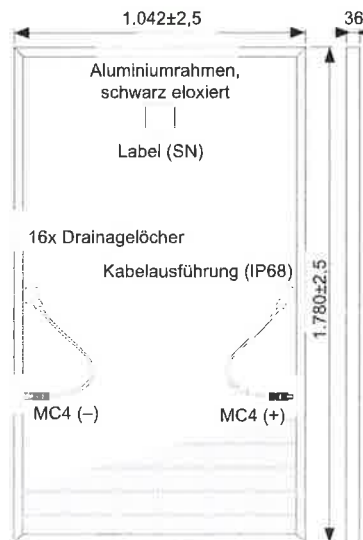 1.042±2,5
36
Aluminiumrahmen,
schwarz eloxiert
Label (SN)
16x Drainagelöcher
Kabelausführung (IP68)
1.780±2.5
MC4 (–)
MC4 (+)